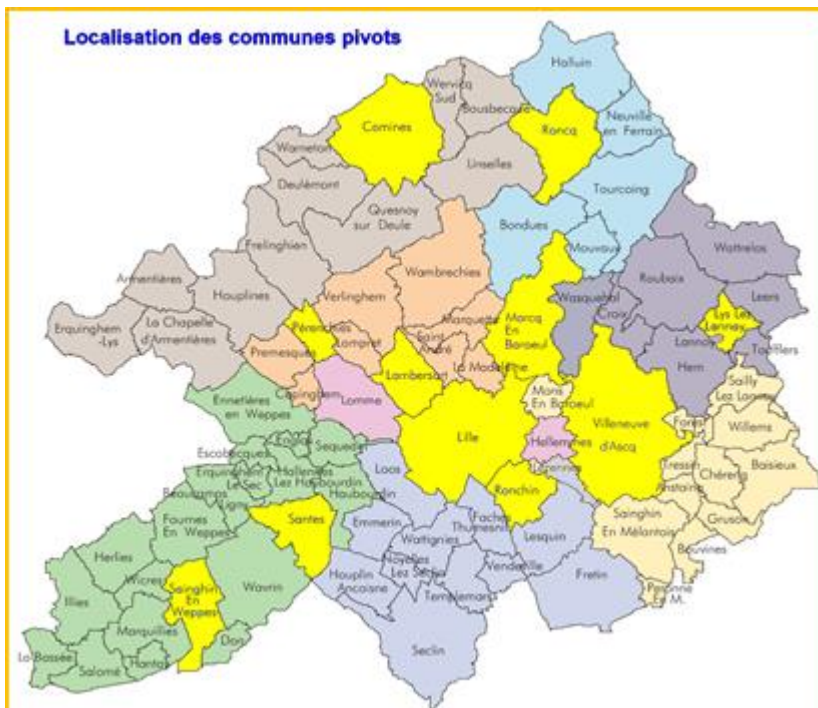 Localisation des communes pivots
Halluin
Wervicq
Sud
Bousbecque
Comines
Roncq
Neuville
en Ferrain
Warneton
Linselles
Deulémont
Tourcoing
Quesnoy
sur Deule
Bondues
Frelinghien
Mouvaux
Wattrelos
Armentières
Wambrechies
Houplines
Verlinghem
Roubaix
Wasquehal
Leers
Croix
Erquinghem
-Lys
La Chapelle
d'Armentières
Pérenchies
Marquette
Marcq
En
Baroeul
Lys Lez
Lannoy
Lompret
Saint
André
Lannoy
Toufflers
Premesques
La Madeleine
Hem
Lambersart
Sailly
Lez Lannoy
Capinghem
Lomme
Mons
En Baroeul
Ennetières
en Weppes
Villeneuve
d'Ascq
Forest
Willems
Lille
Hellemmes
Englos
Sequedin
Escobecques
Loos
Lezennes
Tressin
Baisieux
Erquinghem
Le Sec
Hallennes
Lez Haubourdin
Chéreng
Anstaing
Beaucamps
Haubourdin
Ronchin
Ligny
Santes
Emmerin
Faches
Thumesnil
Sainghin
En Mélantois
Gruson
Fournes
En Weppes
Wattignies
Lesquin
Bouvines
Herlies
Noyelles
Lez Seclin
Vendeville
Wicres
Sainghin
En
Weppes
Wavrin
Houplin
Ancoisne
Fretin
Illies
Templemars
Péronne
En M.
Marquillies
Don
La Bassée
Salomé
Hantay
Seclin